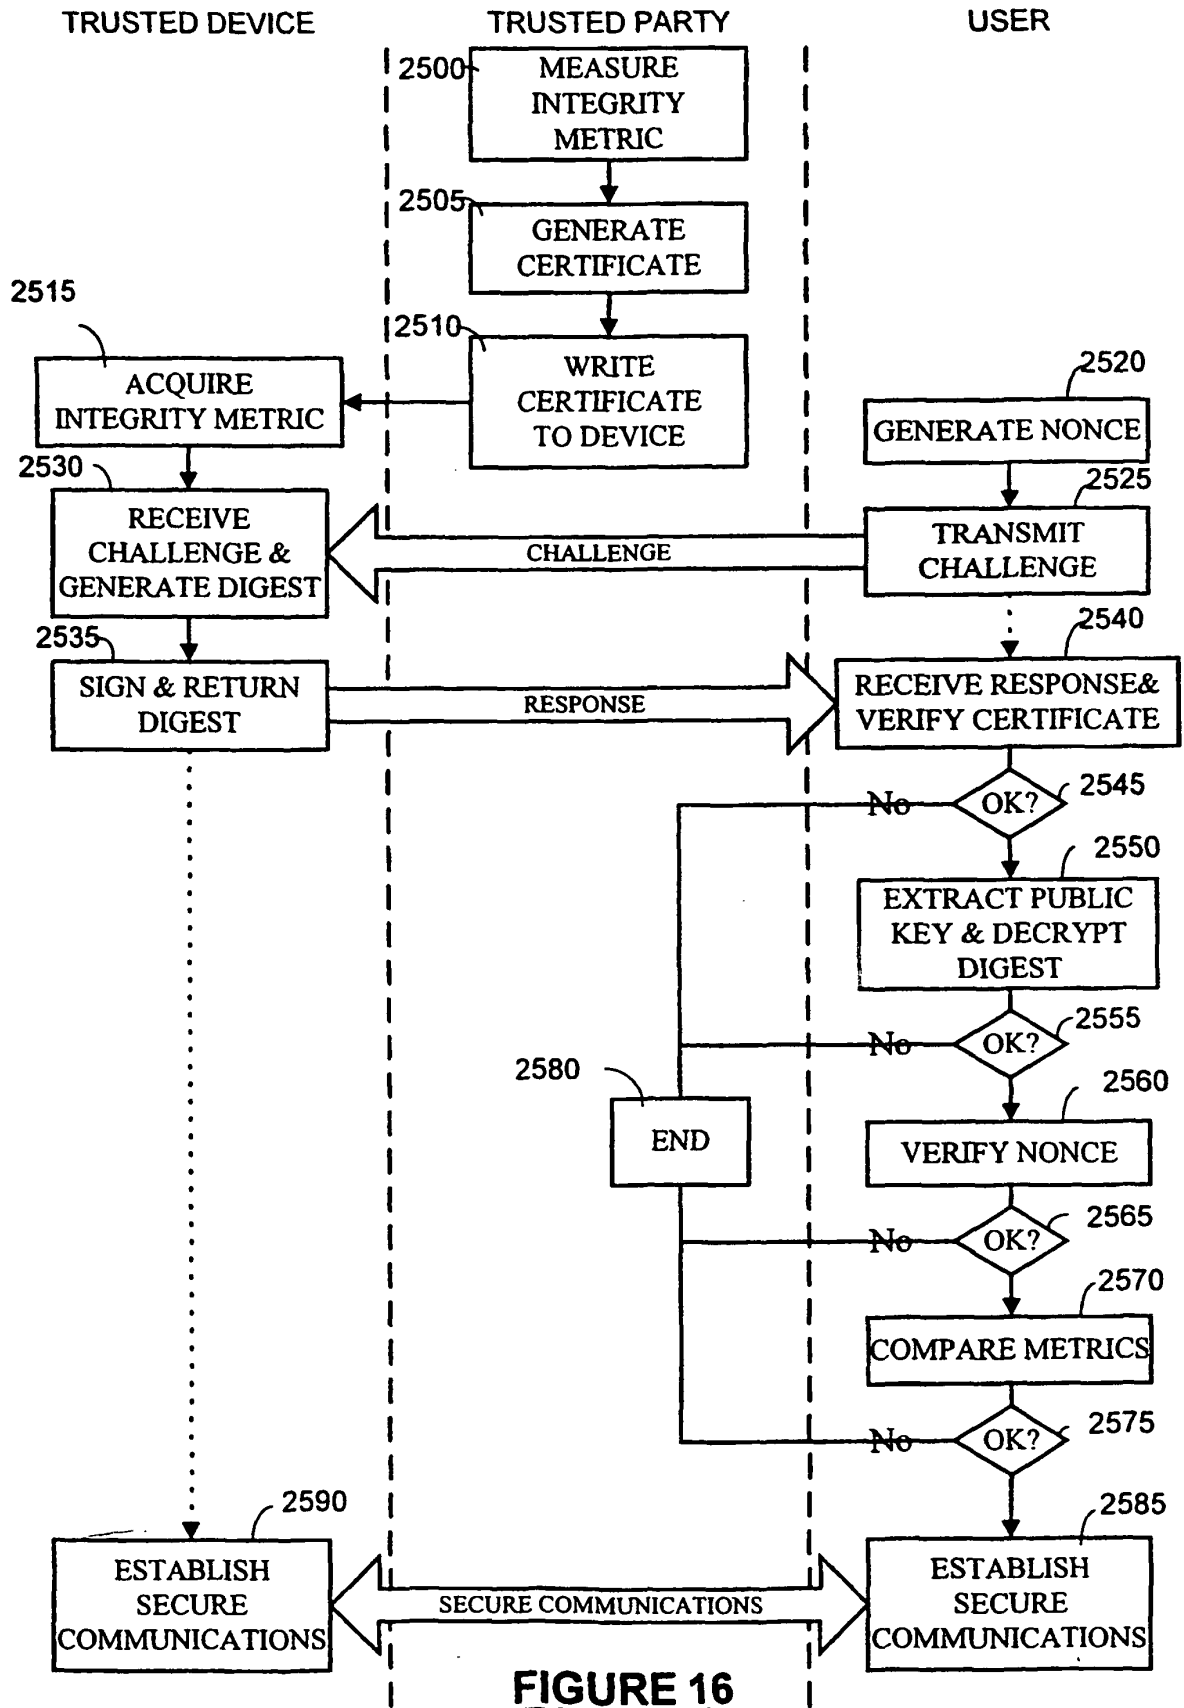 TRUSTED DEVICE
TRUSTED PARTY
USER
2500
MEASURE
INTEGRITY
METRIC
2505
GENERATE
CERTIFICATE
2510
WRITE
CERTIFICATE
TO DEVICE
2515
ACQUIRE
INTEGRITY METRIC
2520
GENERATE NONCE
2525
TRANSMIT
CHALLENGE
CHALLENGE
2530
RECEIVE
CHALLENGE &
GENERATE DIGEST
2535
SIGN & RETURN
DIGEST
RESPONSE
2540
RECEIVE RESPONSE&
VERIFY CERTIFICATE
No
OK?
2545
2550
EXTRACT PUBLIC
KEY & DECRYPT
DIGEST
No
OK?
2555
2580
END
2560
VERIFY NONCE
No
OK?
2565
2570
COMPARE METRICS
No
OK?
2575
2590
ESTABLISH
SECURE
COMMUNICATIONS
SECURE COMMUNICATIONS
2585
ESTABLISH
SECURE
COMMUNICATIONS
FIGURE 16